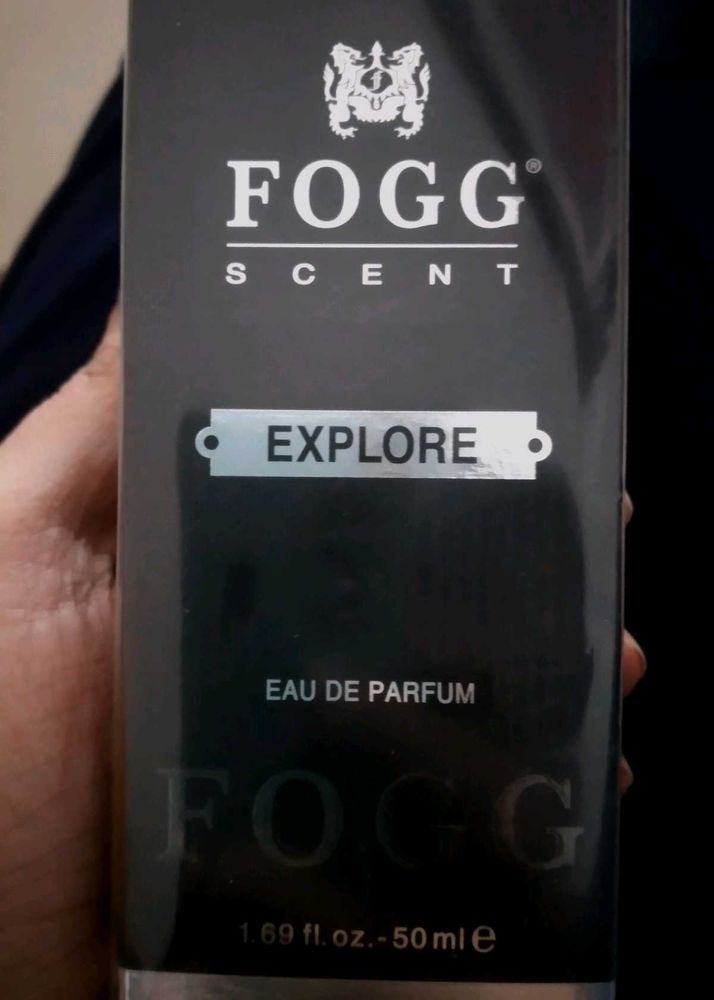 f
FOGG®
SCENT
EXPLORE
EAU DE PARFUM
FOGG
1.69 fl. oz. - 50 ml ℮